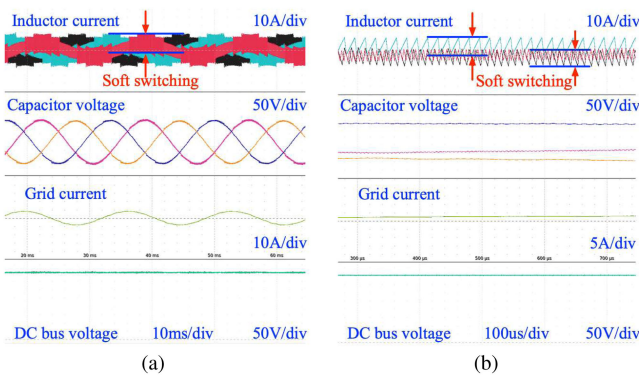 Inductor current 10A/div
Soft switching
Capacitor voltage 50V/div
Grid current
10A/div
20 ms 30 ms 40 ms 50 ms 60 ms
DC bus voltage 10ms/div 50V/div
(a)
Inductor current 10A/div
Soft switching
Capacitor voltage 50V/div
Grid current
5A/div
300 µs 400 µs 500 µs 600 µs 700 µs
DC bus voltage 100us/div 50V/div
(b)